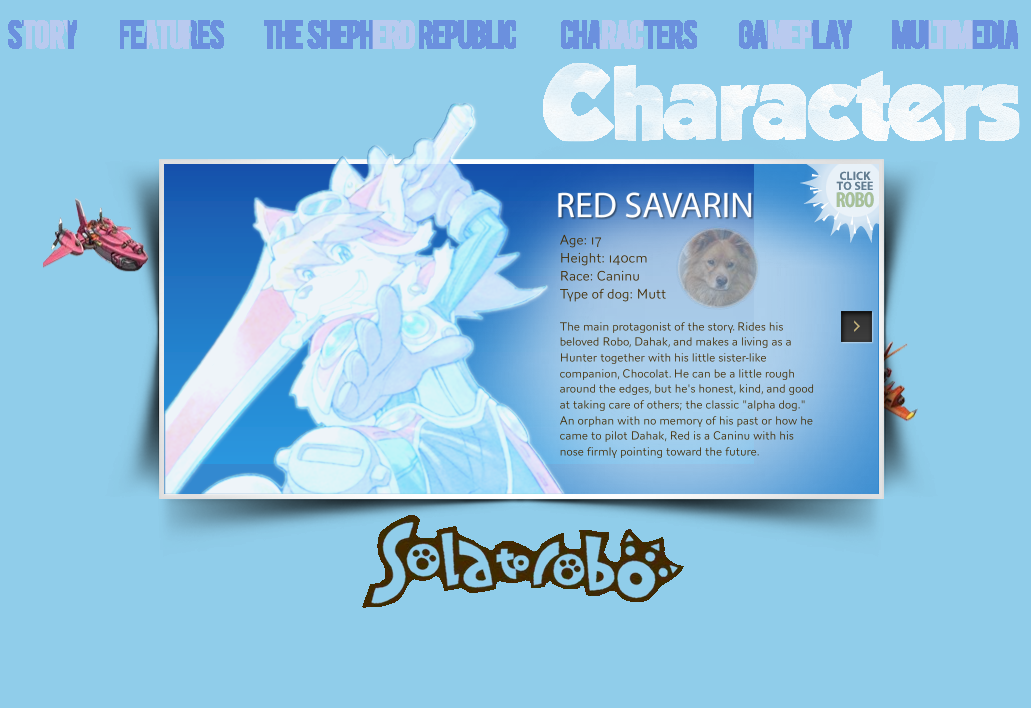 STORY FEATURES THE SHEPHERD REPUBLIC CHARACTERS GAMEPLAY MULTIMEDIA
Characters
CLICK
TO SEE
ROBO
RED SAVARIN
Age: 17
Height: 140cm
Race: Caninu
Type of dog: Mutt
The main protagonist of the story. Rides his
beloved Robo, Dahak, and makes a living as a
Hunter together with his little sister-like
companion, Chocolat. He can be a little rough
around the edges, but he's honest, kind, and good
at taking care of others; the classic "alpha dog."
An orphan with no memory of his past or how he
came to pilot Dahak, Red is a Caninu with his
nose firmly pointing toward the future.
Solatorobo